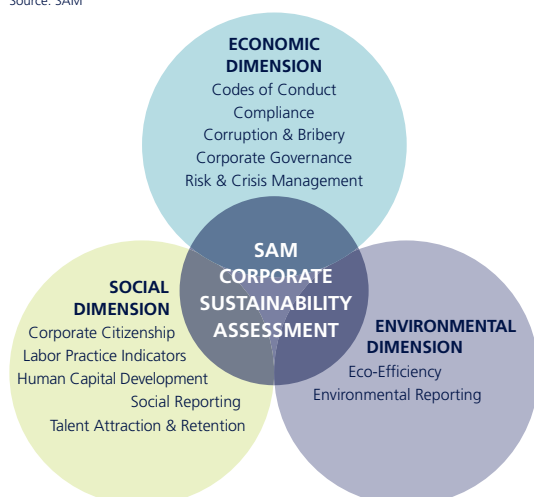 Source: SAM
ECONOMIC
DIMENSION
Codes of Conduct
Compliance
Corruption & Bribery
Corporate Governance
Risk & Crisis Management
SAM
CORPORATE
SUSTAINABILITY
ASSESSMENT
SOCIAL
DIMENSION
Corporate Citizenship
Labor Practice Indicators
Human Capital Development
Social Reporting
Talent Attraction & Retention
ENVIRONMENTAL
DIMENSION
Eco-Efficiency
Environmental Reporting